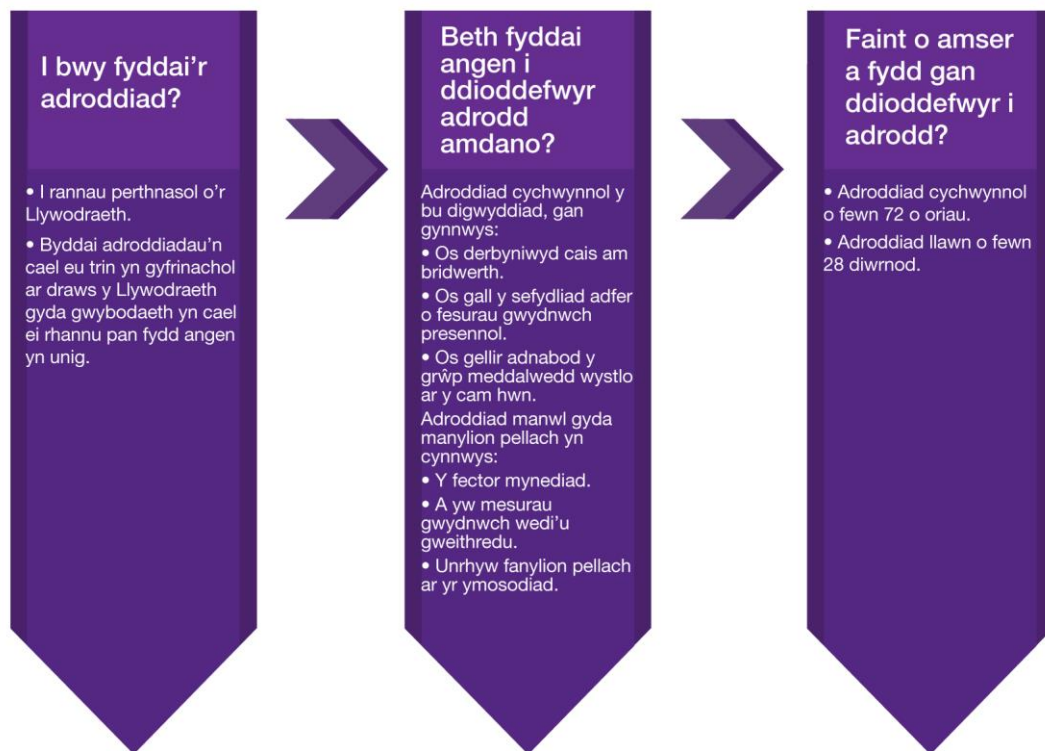 I bwy fyddai'r
adroddiad?
• I rannau perthnasol o'r
Llywodraeth.
• Byddai adroddiadau'n
cael eu trin yn gyfrinachol
ar draws y Llywodraeth
gyda gwybodaeth yn cael
ei rhannu pan fydd angen
yn unig.
Beth fyddai
angen i
ddioddefwyr
adrodd
amdano?
Adroddiad cychwynnol y
bu digwyddiad, gan
gynnwys:
• Os derbyniwyd cais am
bridwerth.
• Os gall y sefydliad adfer
o fesurau gwydnwch
presennol.
• Os gellir adnabod y
grŵp meddalwedd wystlo
ar y cam hwn.
Adroddiad manwl gyda
manylion pellach yn
cynnwys:
• Y fector mynediad.
• A yw mesurau
gwydnwch wedi'u
gweithredu.
• Unrhyw fanylion pellach
ar yr ymosodiad.
Faint o amser
a fydd gan
ddioddefwyr i
adrodd?
• Adroddiad cychwynnol
o fewn 72 o oriau.
• Adroddiad llawn o fewn
28 diwrnod.